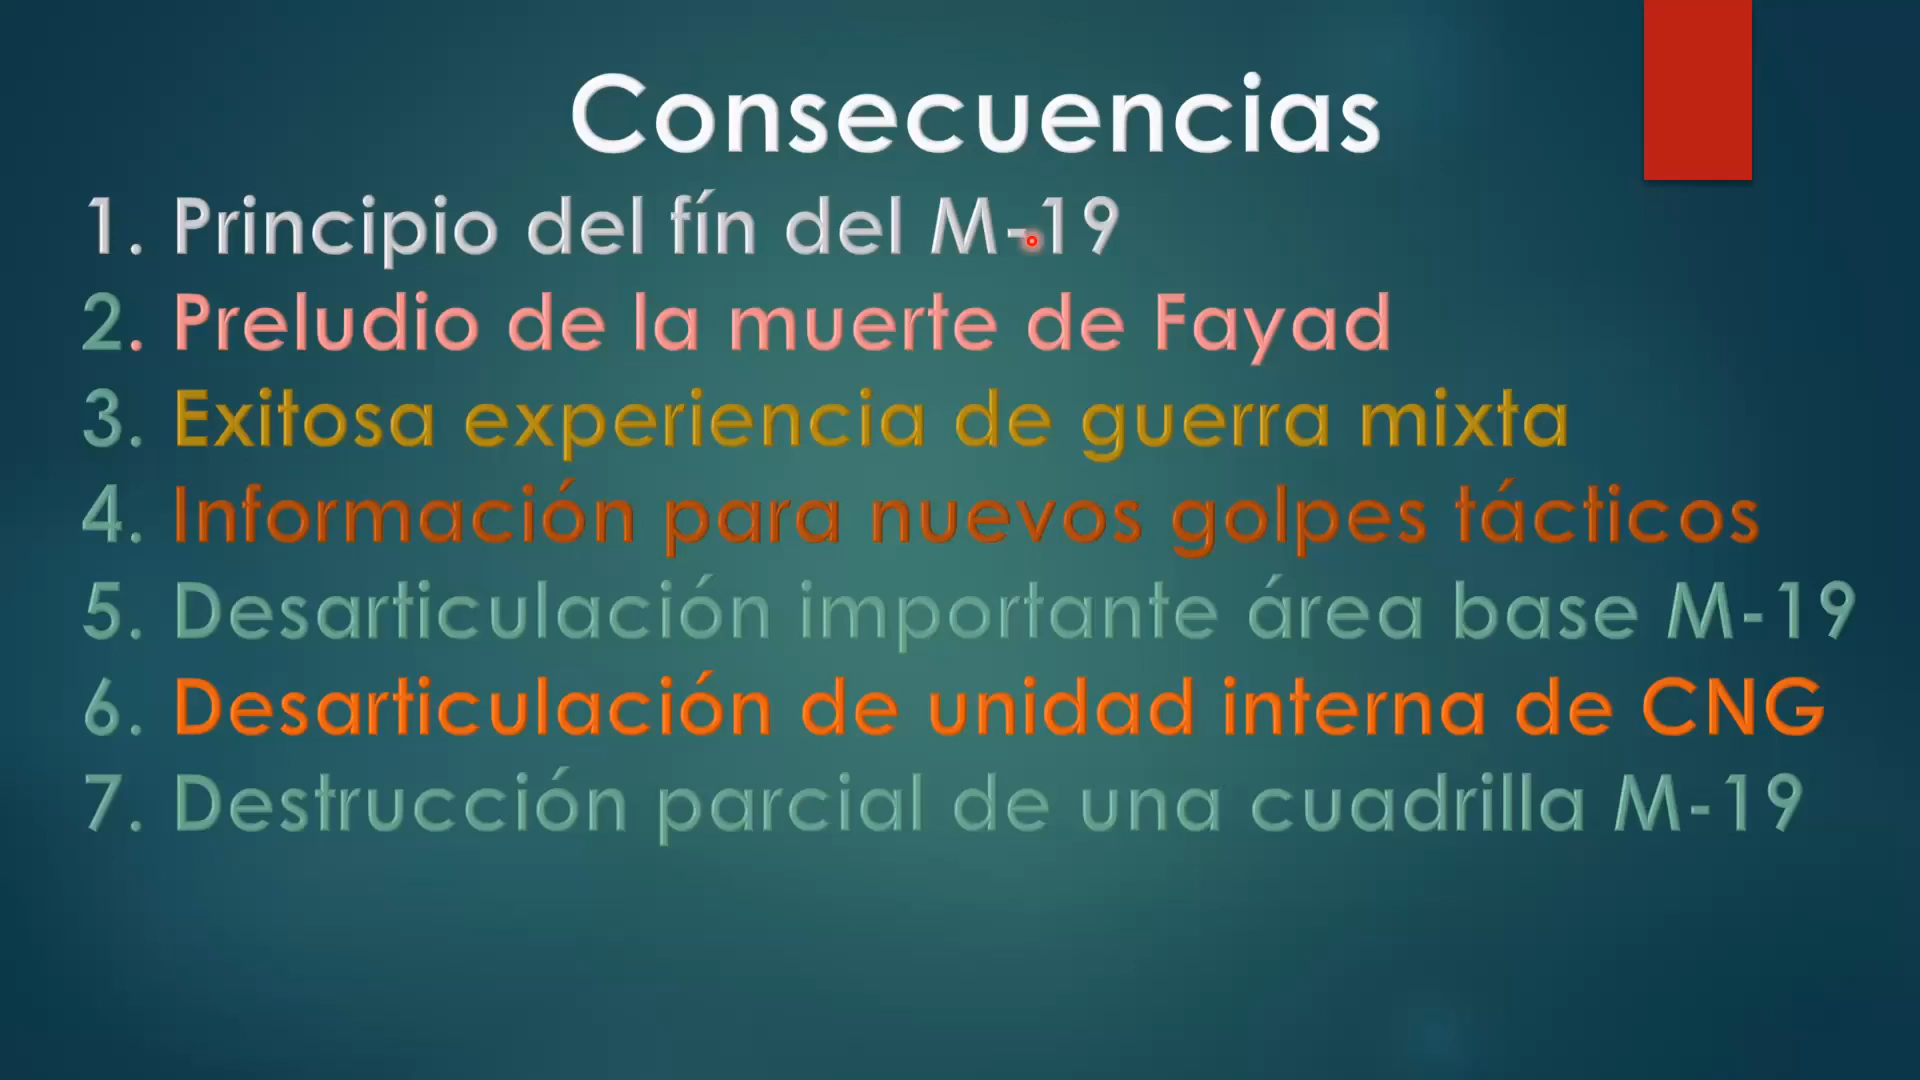 Consecuencias
1. Principio del fín del M-19
2. Preludio de la muerte de Fayad
3. Exitosa experiencia de guerra mixta
4. Información para nuevos golpes tácticos
5. Desarticulación importante área base M-19
6. Desarticulación de unidad interna de CNG
7. Destrucción parcial de una cuadrilla M-19